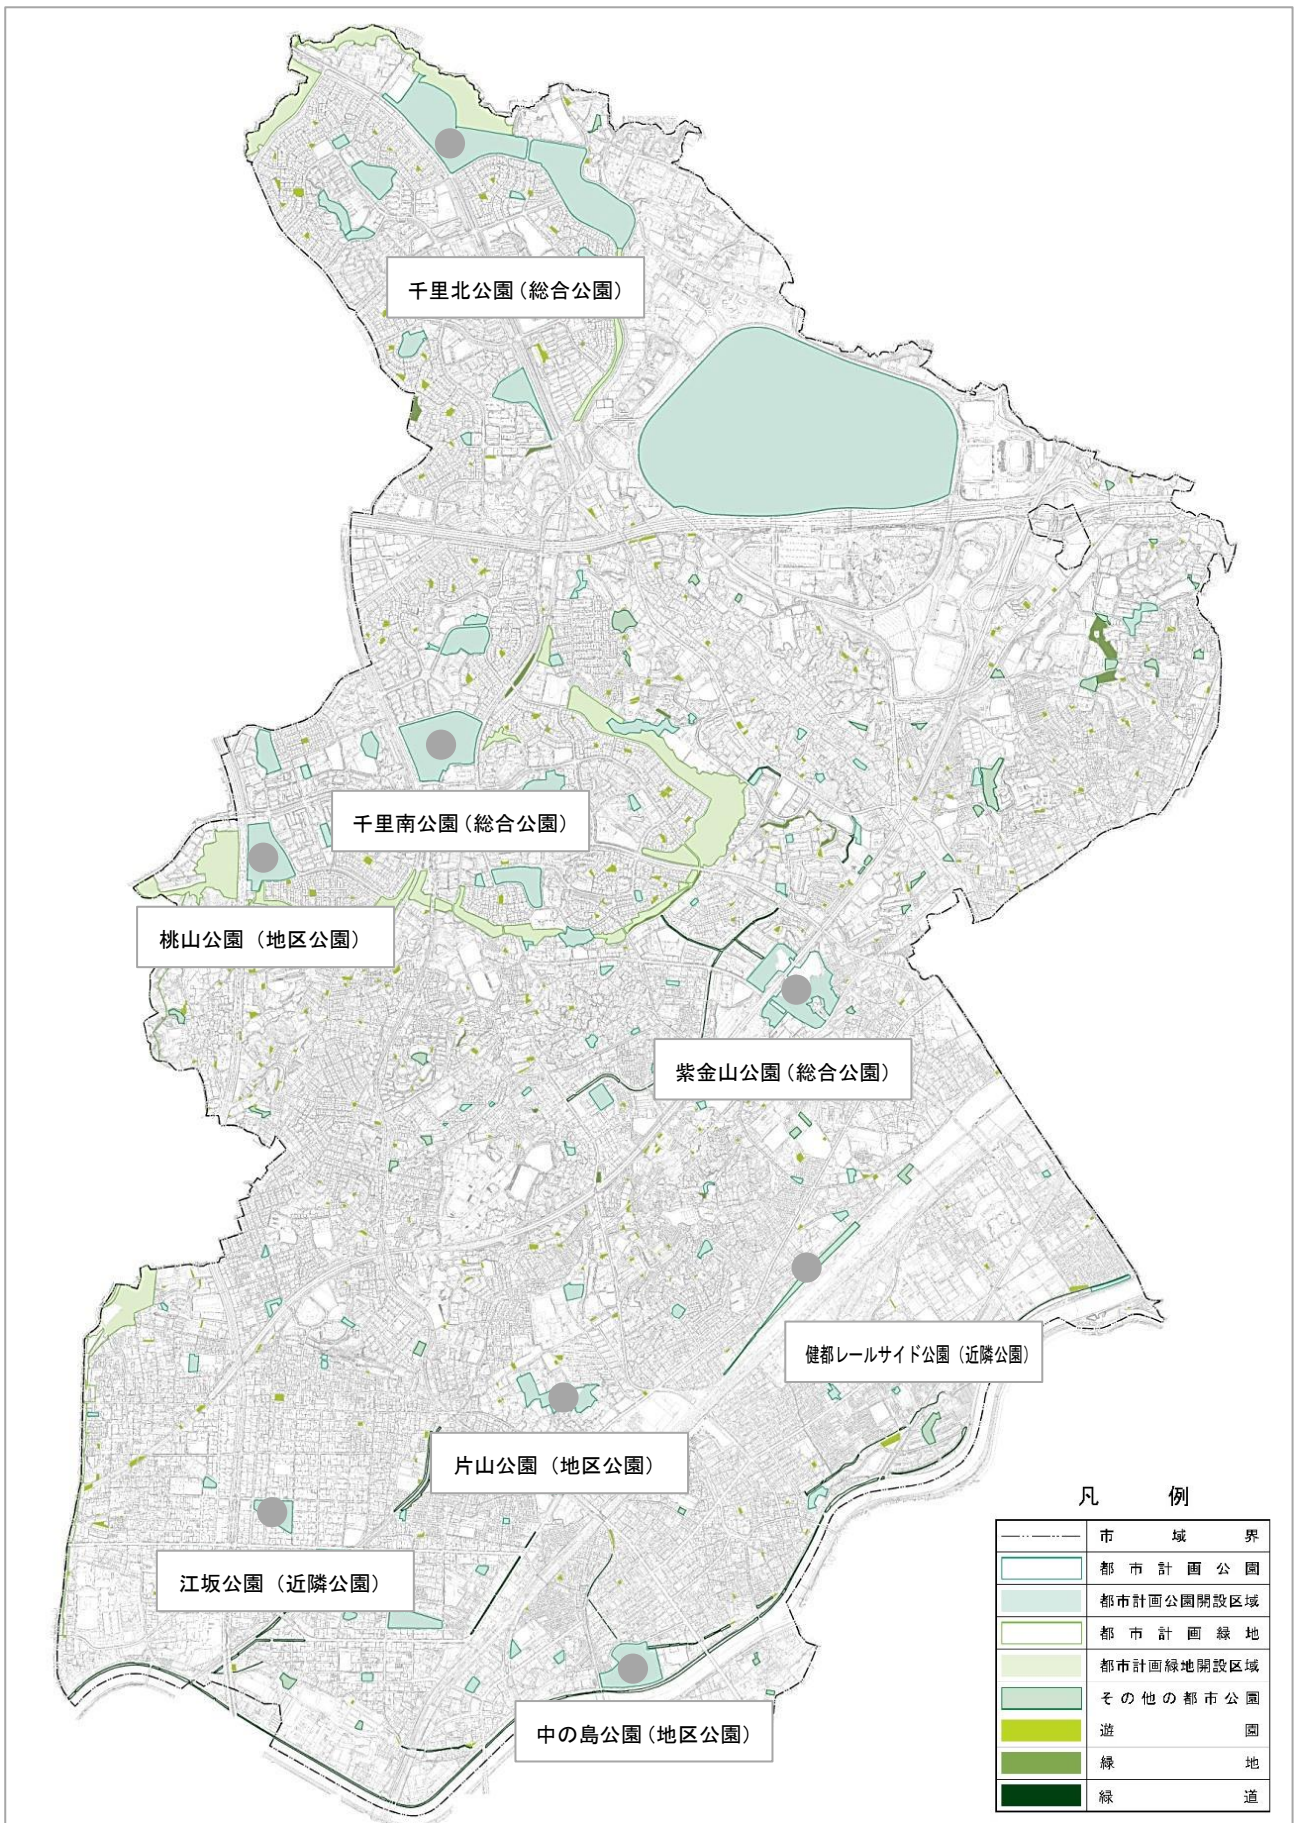 千里北公園(総合公園)
千里南公園(総合公園)
桃山公園（地区公園）
紫金山公園(総合公園)
健都レールサイド公園（近隣公園）
片山公園（地区公園）
江坂公園（近隣公園）
中の島公園(地区公園)
凡 例
市域界
都市計画公園
都市計画公園開設区域
都市計画緑地
都市計画緑地開設区域
その他の都市公園
遊園
緑地
緑道